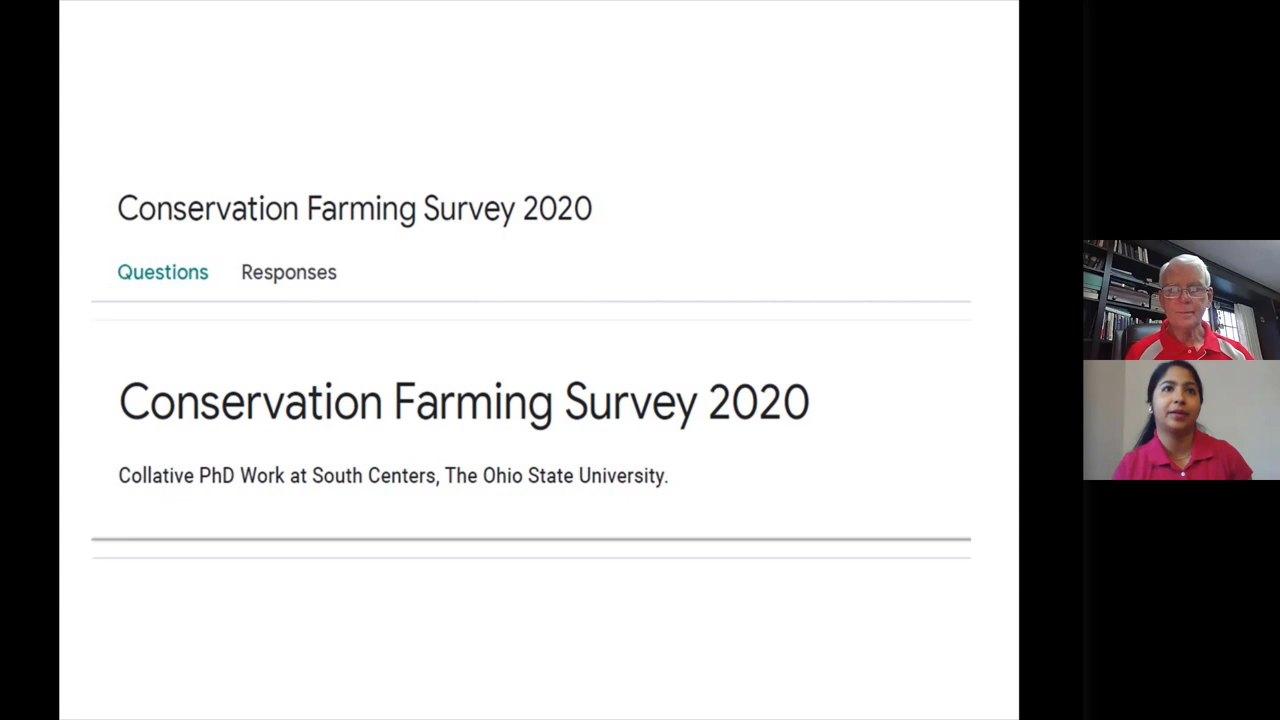 Conservation Farming Survey 2020
Questions Responses
Conservation Farming Survey 2020
Collative PhD Work at South Centers, The Ohio State University.